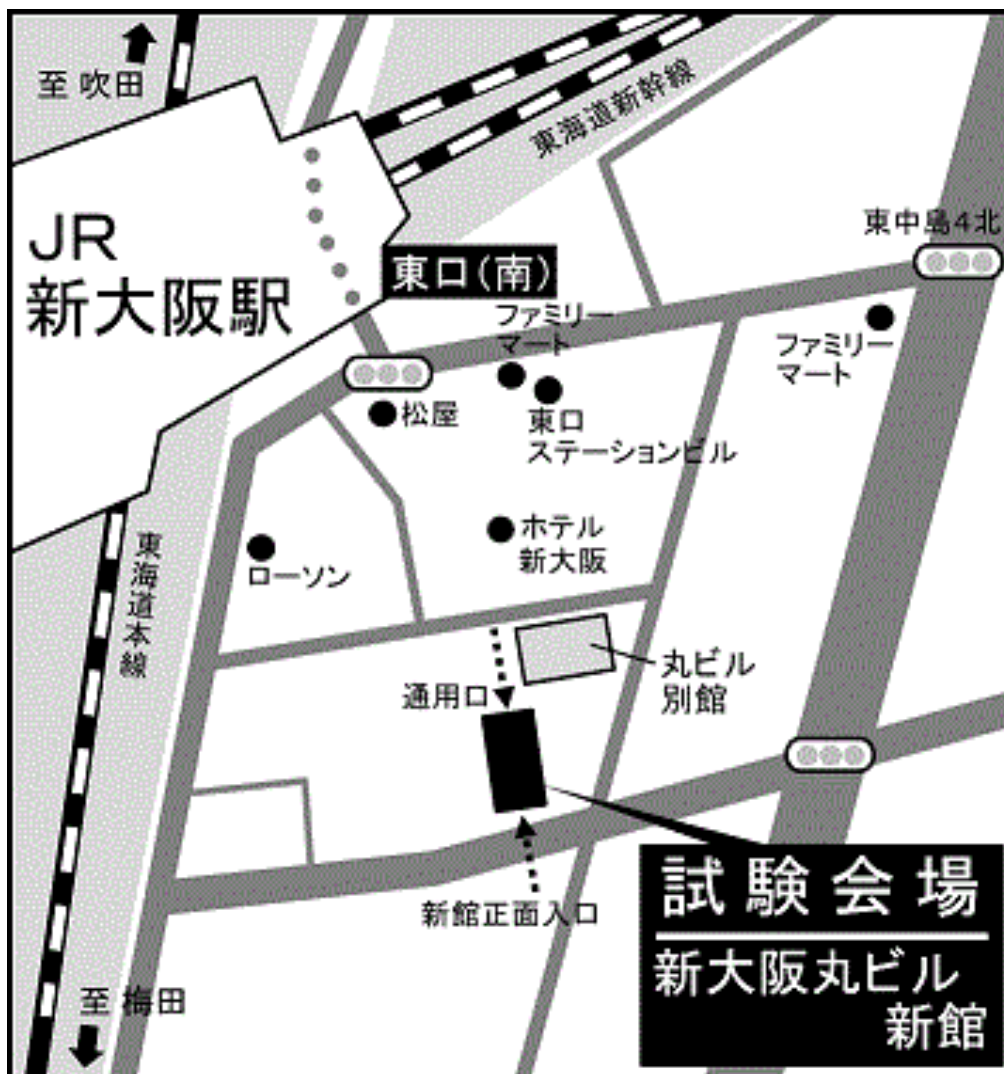 至 吹田
東海道新幹線
JR
新大阪駅
東口(南)
東中島4北
ファミリー
マート
ファミリー
マート
松屋
東口
ステーションビル
ホテル
新大阪
ローソン
東海道本線
丸ビル
別館
通用口
新館正面入口
試験会場
新大阪丸ビル
新館
至 梅田